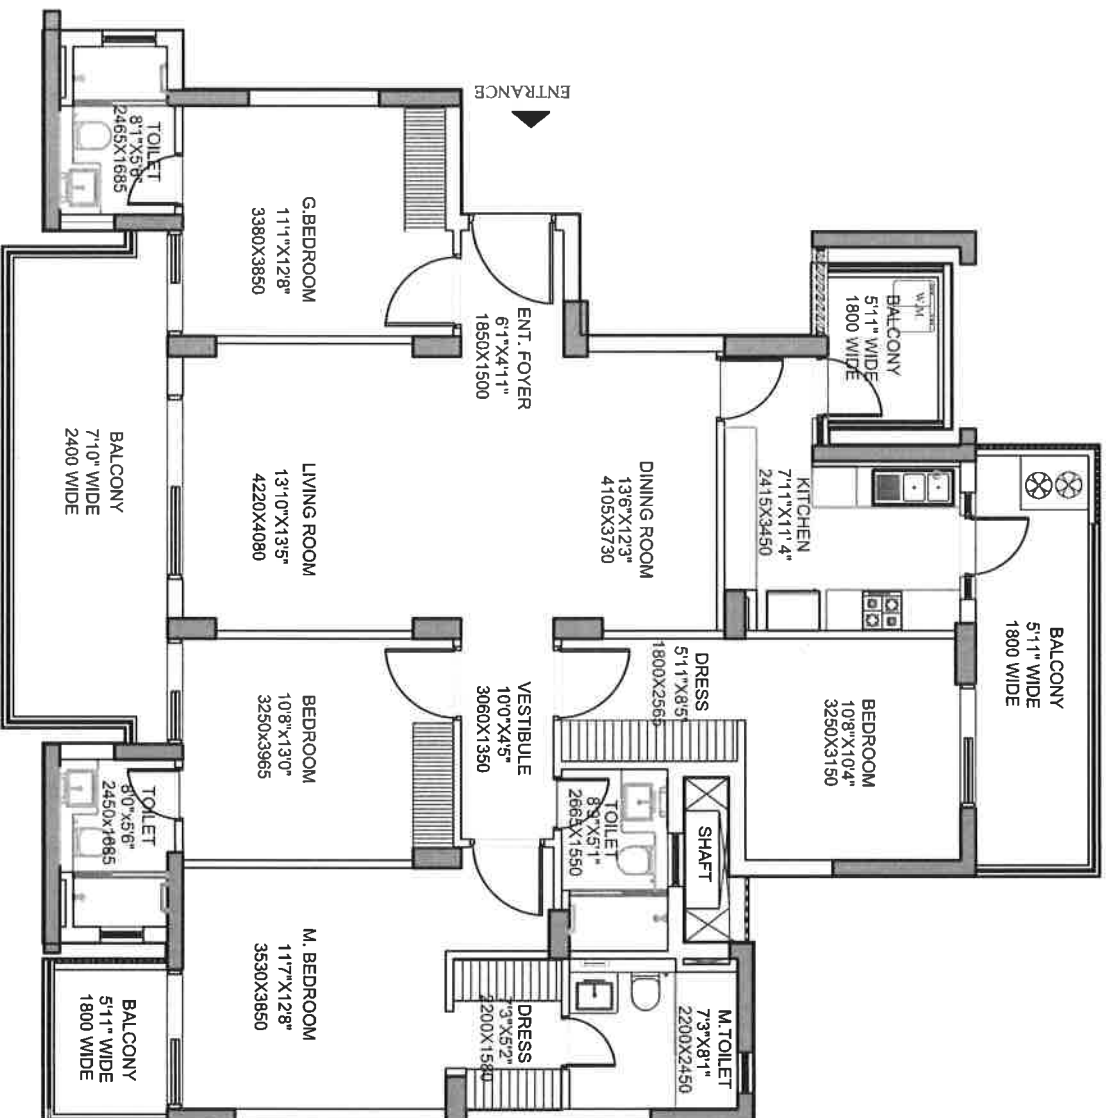 ENTRANCE
TOILET
8'1"X5'6"
2465X1685
G.BEDROOM
11'1"X12'8"
3380X3850
ENT. FOYER
6'1"X4'11"
1850X1500
W.M.
BALCONY
5'11" WIDE
1800 WIDE
BALCONY
7'10" WIDE
2400 WIDE
LIVING ROOM
13'10"X13'5"
4220X4080
DINING ROOM
13'6"X12'3"
4105X3730
KITCHEN
7'11"X11' 4"
2415X3450
BALCONY
5'11" WIDE
1800 WIDE
BEDROOM
10'8"x13'0"
3250x3965
VESTIBULE
10'0"X4'5"
3060X1350
DRESS
5'11"X8'5"
1800X2565
BEDROOM
10'8"X10'4"
3250X3150
TOILET
8'0"x5'6"
2450x1685
TOILET
8'9"X5'1"
2665X1550
SHAFT
M. BEDROOM
11'7"X12'8"
3530X3850
DRESS
7'3"X5'2"
2200X1580
M.TOILET
7'3"X8'1"
2200X2450
BALCONY
5'11" WIDE
1800 WIDE